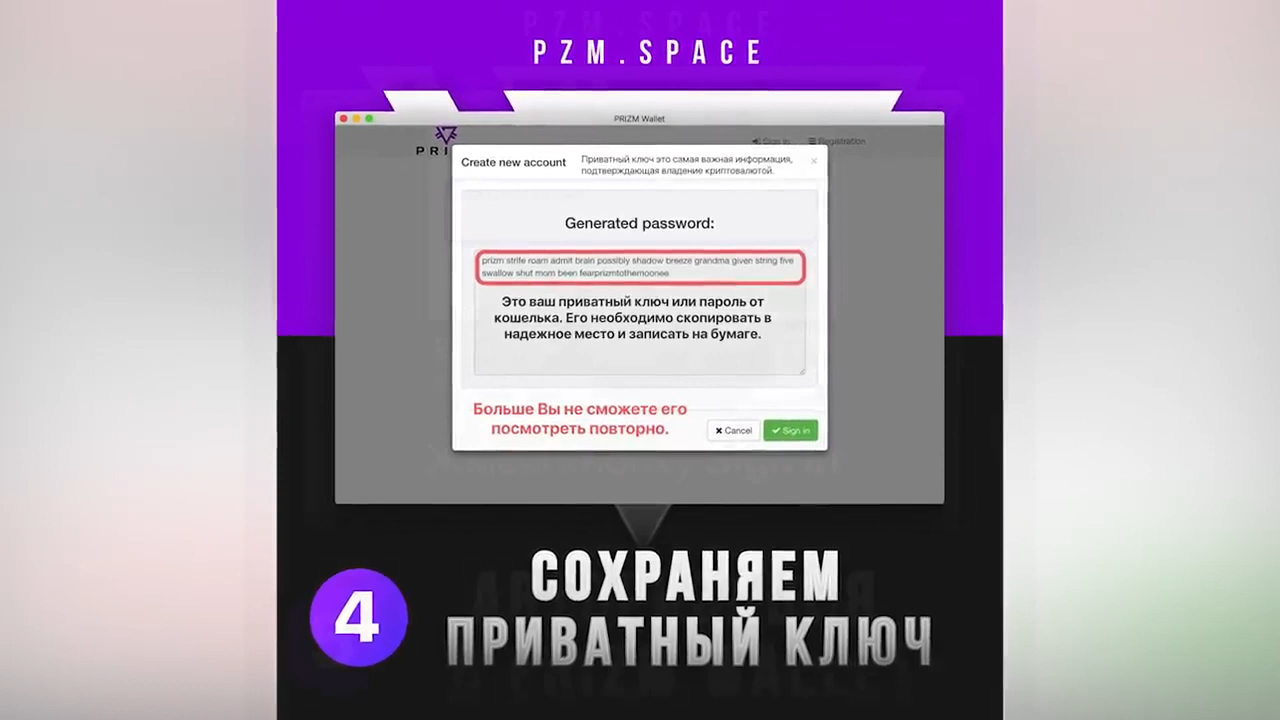 PZM.SPACE
PRIZM Wallet
PRI
Sign in
Registration
Create new account
Приватный ключ это самая важная информация,
подтверждающая владение криптовалютой.
Generated password:
prizm strife roam admit brain possibly shadow breeze grandma given string five
swallow shut mom been fearprizmtothemoonee
Это ваш приватный ключ или пароль от
кошелька. Его необходимо скопировать в
надежное место и записать на бумаге.
Больше Вы не сможете его
посмотреть повторно.
Cancel
Sign in
4
СОХРАНЯЕМ
ПРИВАТНЫЙ КЛЮЧ